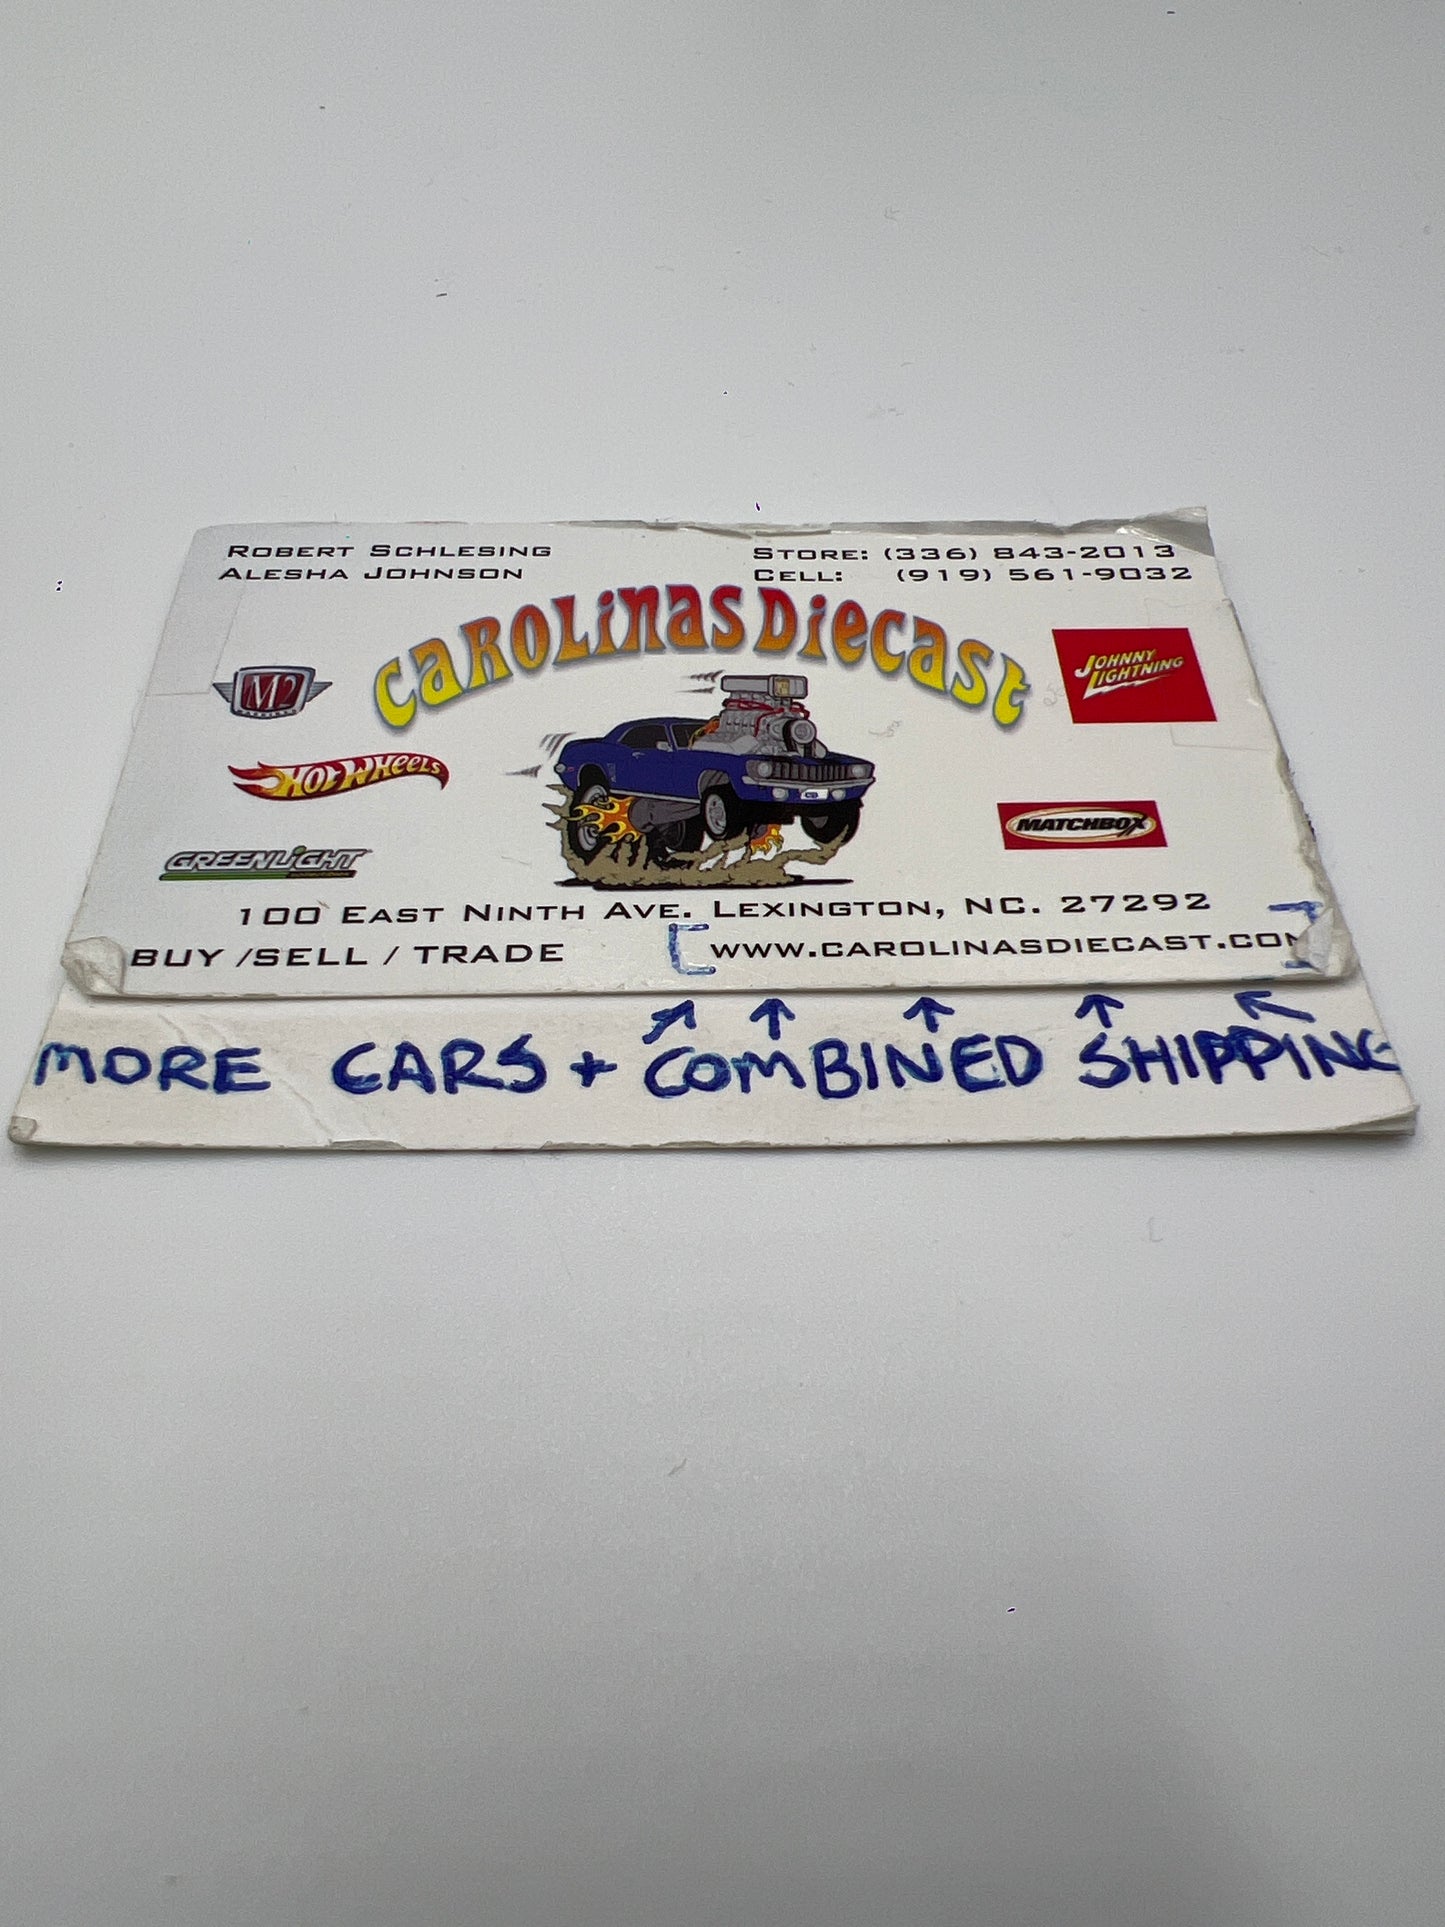 ROBERT SCHLESING
ALESHA JOHNSON
STORE: (336) 843-2013
CELL: (919) 561-9032
CAROLINAS DIECAST
M2
JOHNNY LIGHTNING
HOT WHEELS
MATCHBOX
GREENLIGHT
100 EAST NINTH AVE. LEXINGTON, NC. 27292
BUY /SELL / TRADE [WWW.CAROLINASDIECAST.COM]
↗ ↑ ↑ ↑ ↖
MORE CARS + COMBINED SHIPPING